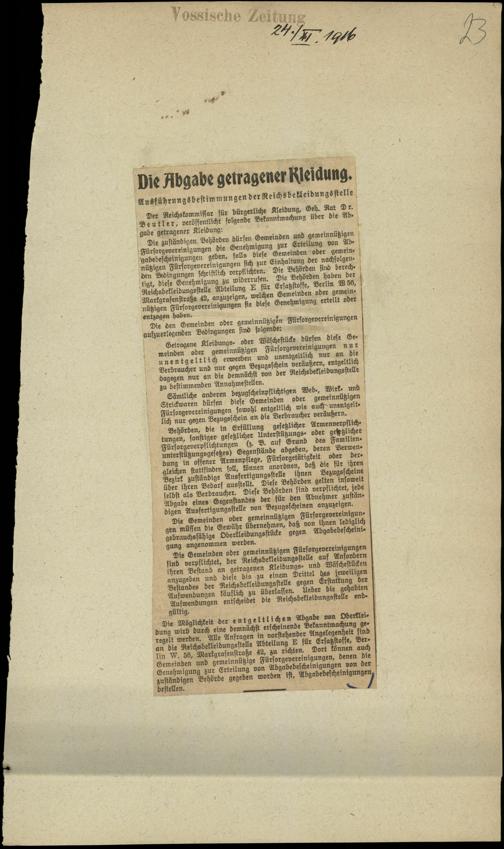 Vossische Zeitung
24./III. 1916
23
Die Abgabe getragener Kleidung.
Ausführungsbestimmungen der Reichsbekleidungsstelle
Der Reichskommissar für bürgerliche Kleidung, Geh. Rat Dr.
Beutler, veröffentlicht folgende Bekanntmachung über die Ab-
gabe getragener Kleidung:
Die zuständigen Behörden dürfen Gemeinden und gemeinnützigen
Fürsorgevereinigungen die Genehmigung zur Erteilung von Ab-
gabebescheinigungen geben, falls diese Gemeinden oder gemein-
nützigen Fürsorgevereinigungen sich zur Einhaltung der nachfolgen-
den Bedingungen schriftlich verpflichten. Die Behörden sind berech-
tigt, diese Genehmigung zu widerrufen. Die Behörden haben der
Reichsbekleidungsstelle Abteilung E für Ersatzstoffe, Berlin W 56,
Markgrafenstraße 42, anzuzeigen, welchen Gemeinden oder gemein-
nützigen Fürsorgevereinigungen sie diese Genehmigung erteilt oder
entzogen haben.
Die den Gemeinden oder gemeinnützigen Fürsorgevereinigungen
aufzuerlegenden Bedingungen sind folgende:
Getragene Kleidungs- oder Wäschestücke dürfen diese Ge-
meinden oder gemeinnützigen Fürsorgevereinigungen nur
unentgeltlich erwerben und unentgeltlich nur an die
Verbraucher und nur gegen Bezugschein veräußern, entgeltlich
dagegen nur an die demnächst von der Reichsbekleidungsstelle
zu bestimmenden Annahmestellen.
Sämtliche anderen bezugscheinpflichtigen Web-, Wirk- und
Strickwaren dürfen diese Gemeinden oder gemeinnützigen
Fürsorgevereinigungen sowohl entgeltlich wie auch unentgelt-
lich nur gegen Bezugschein an die Verbraucher veräußern.
Behörden, die in Erfüllung gesetzlicher Armenverpflich-
tungen, sonstiger gesetzlicher Unterstützungs- oder gesetzlicher
Fürsorgeverpflichtungen (z. B. auf Grund des Familien-
unterstützungsgesetzes) Gegenstände abgeben, deren Verwen-
dung in offener Armenpflege, Fürsorgetätigkeit oder der-
gleichen stattfinden soll, können anordnen, daß die für ihren
Bezirk zuständige Ausfertigungsstelle ihnen Bezugscheine
über ihren Bedarf ausstelle. Diese Behörden gelten insoweit
selbst als Verbraucher. Diese Behörden sind verpflichtet, jede
Abgabe eines Gegenstandes der für den Abnehmer zustän-
digen Ausfertigungsstelle von Bezugscheinen anzuzeigen.
Die Gemeinden oder gemeinnützigen Fürsorgevereinigun-
gen müssen die Gewähr übernehmen, daß von ihnen lediglich
gebrauchsfähige Oberkleidungsstücke gegen Abgabebescheini-
gung angenommen werden.
Die Gemeinden oder gemeinnützigen Fürsorgevereinigungen
sind verpflichtet, der Reichsbekleidungsstelle auf Anfordern
ihren Bestand an getragenen Kleidungs- und Wäschestücken
anzugeben und diese bis zu einem Drittel des jeweiligen
Bestandes der Reichsbekleidungsstelle gegen Erstattung der
Aufwendungen käuflich zu überlassen. Ueber die gehabten
Aufwendungen entscheidet die Reichsbekleidungsstelle end-
gültig.
Die Möglichkeit der entgeltlichen Abgabe von Oberklei-
dung wird durch eine demnächst erscheinende Bekanntmachung ge-
regelt werden. Alle Anfragen in vorstehender Angelegenheit sind
an die Reichsbekleidungsstelle Abteilung E für Ersatzstoffe, Ber-
lin W. 56, Markgrafenstraße 42, zu richten. Dort können auch
Gemeinden und gemeinnützige Fürsorgevereinigungen, denen die
Genehmigung zur Erteilung von Abgabebescheinigungen von der
zuständigen Behörde gegeben worden ist, Abgabebescheinigungen
bestellen.